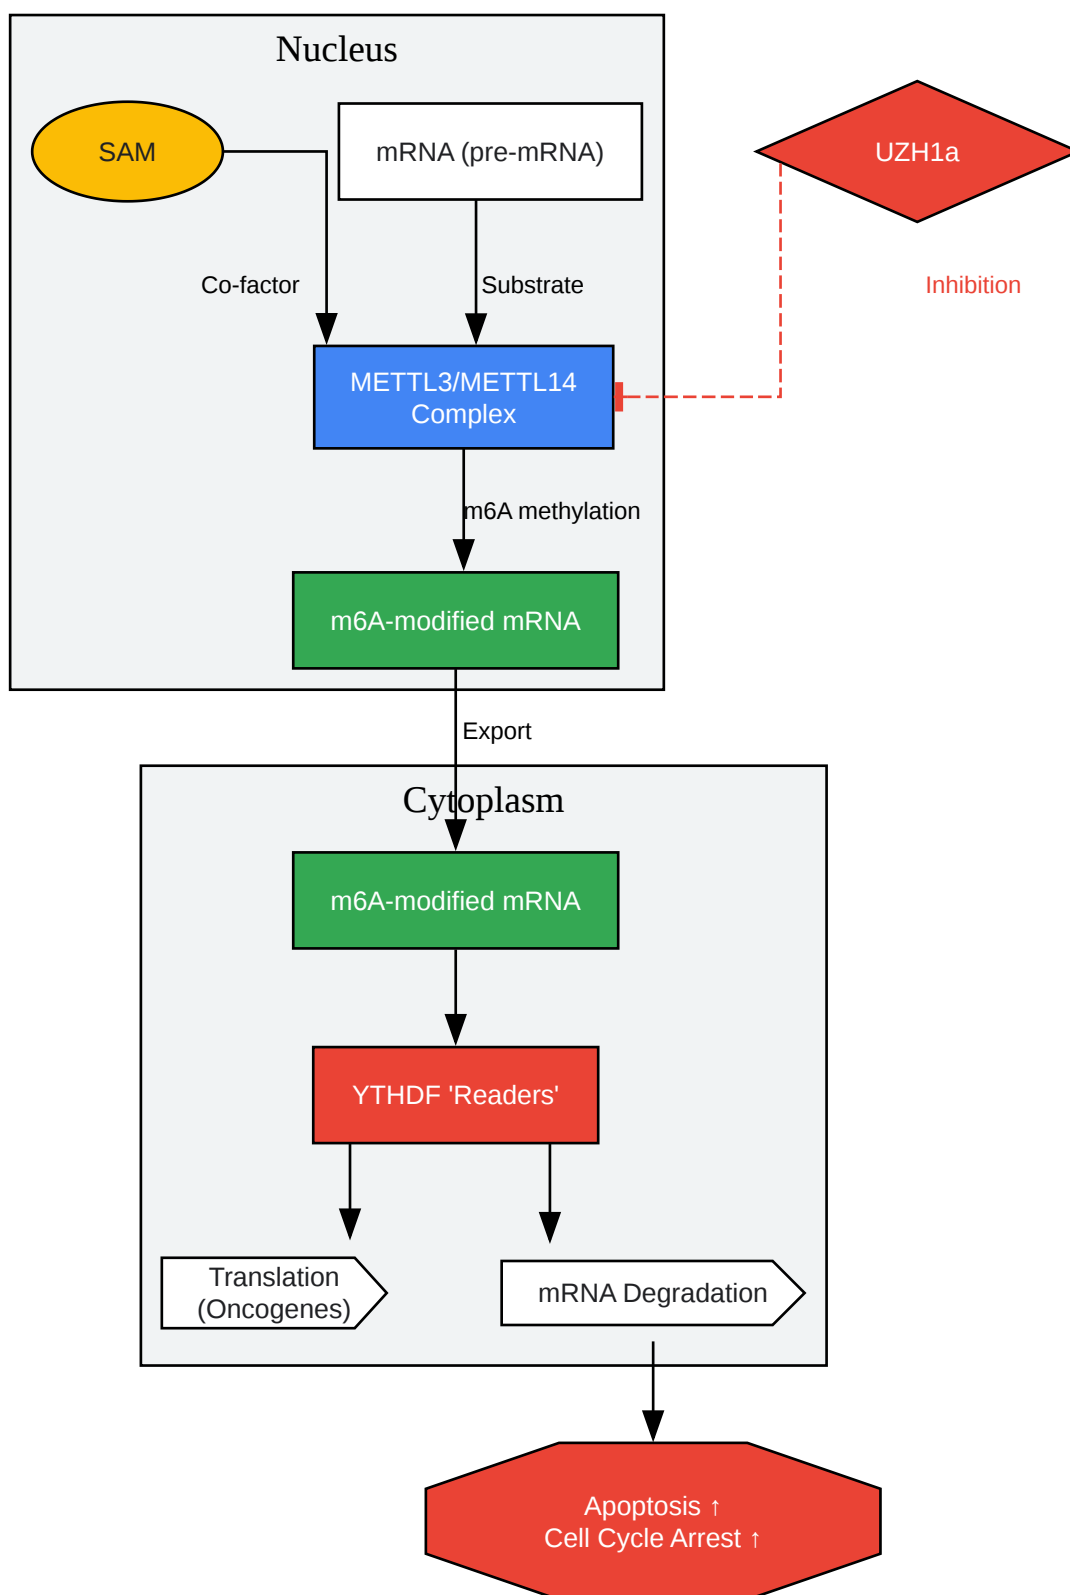 Nucleus
SAM
mRNA (pre-mRNA)
UZH1a
Co-factor
Substrate
Inhibition
METTL3/METTL14
Complex
m6A methylation
m6A-modified mRNA
Export
Cytoplasm
m6A-modified mRNA
YTHDF 'Readers'
Translation
(Oncogenes)
mRNA Degradation
Apoptosis ↑
Cell Cycle Arrest ↑